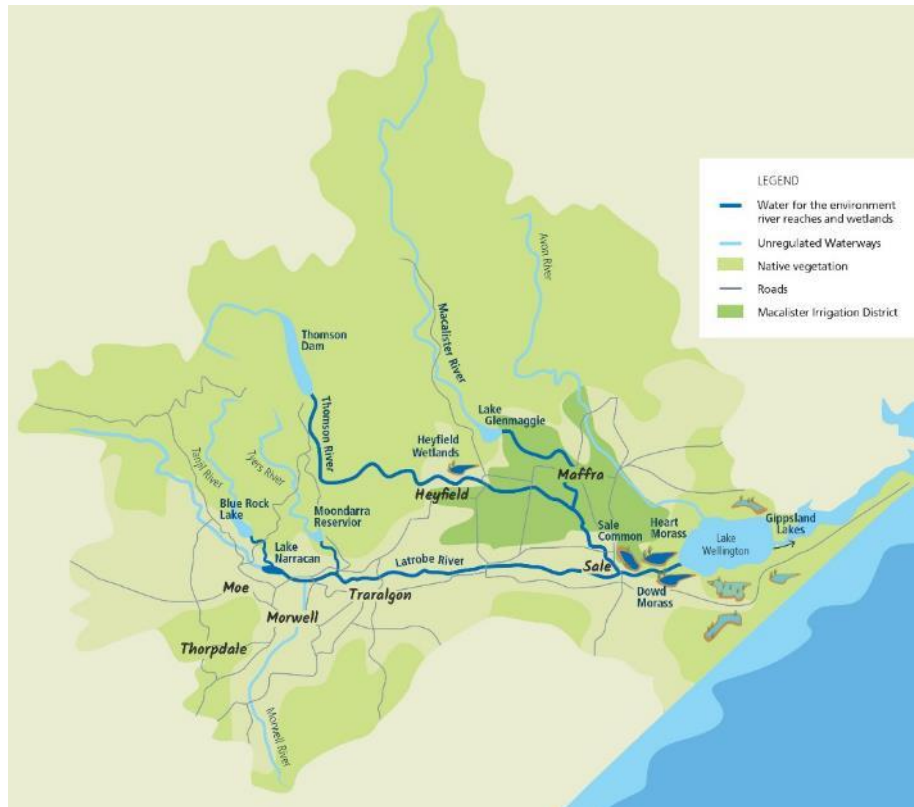 LEGEND
Water for the environment
river reaches and wetlands
Unregulated Waterways
Native vegetation
Roads
Macalister Irrigation District
Avon River
Macalister River
Thomson
Dam
Thomson River
Lake
Glenmaggie
Heyfield
Wetlands
Maffra
Heyfield
Tanjil River
Tyers River
Blue Rock
Lake
Moondarra
Reservior
Sale
Common
Heart
Morass
Gippsland
Lakes
Lake
Wellington
Lake
Narracan
Latrobe River
Sale
Moe
Dowd
Morass
Traralgon
Morwell
Thorpdale
Morwell River